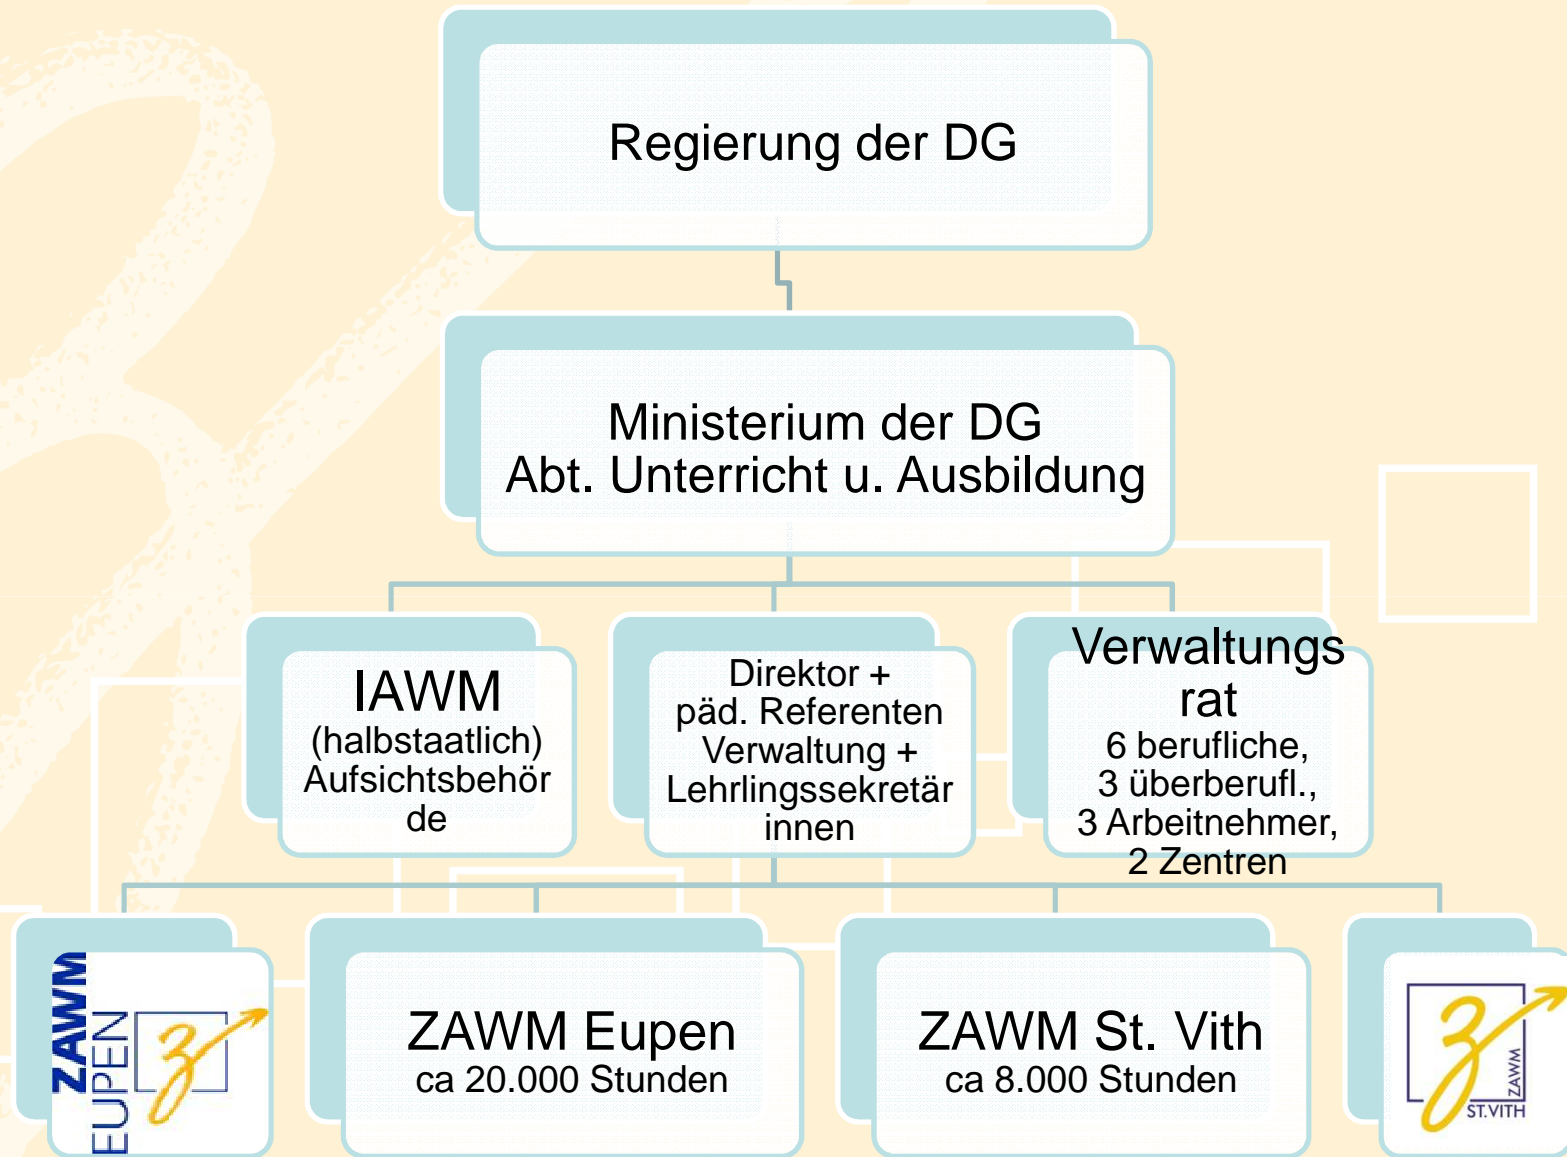 Regierung der DG
Ministerium der DG
Abt. Unterricht u. Ausbildung
IAWM
(halbstaatlich)
Aufsichtsbehör
de
Direktor +
päd. Referenten
Verwaltung +
Lehrlingssekretär
innen
Verwaltungs
rat
6 berufliche,
3 überberufl.,
3 Arbeitnehmer,
2 Zentren
ZAWM
EUPEN
ZAWM Eupen
ca 20.000 Stunden
ZAWM St. Vith
ca 8.000 Stunden
ZAWM
ST.VITH